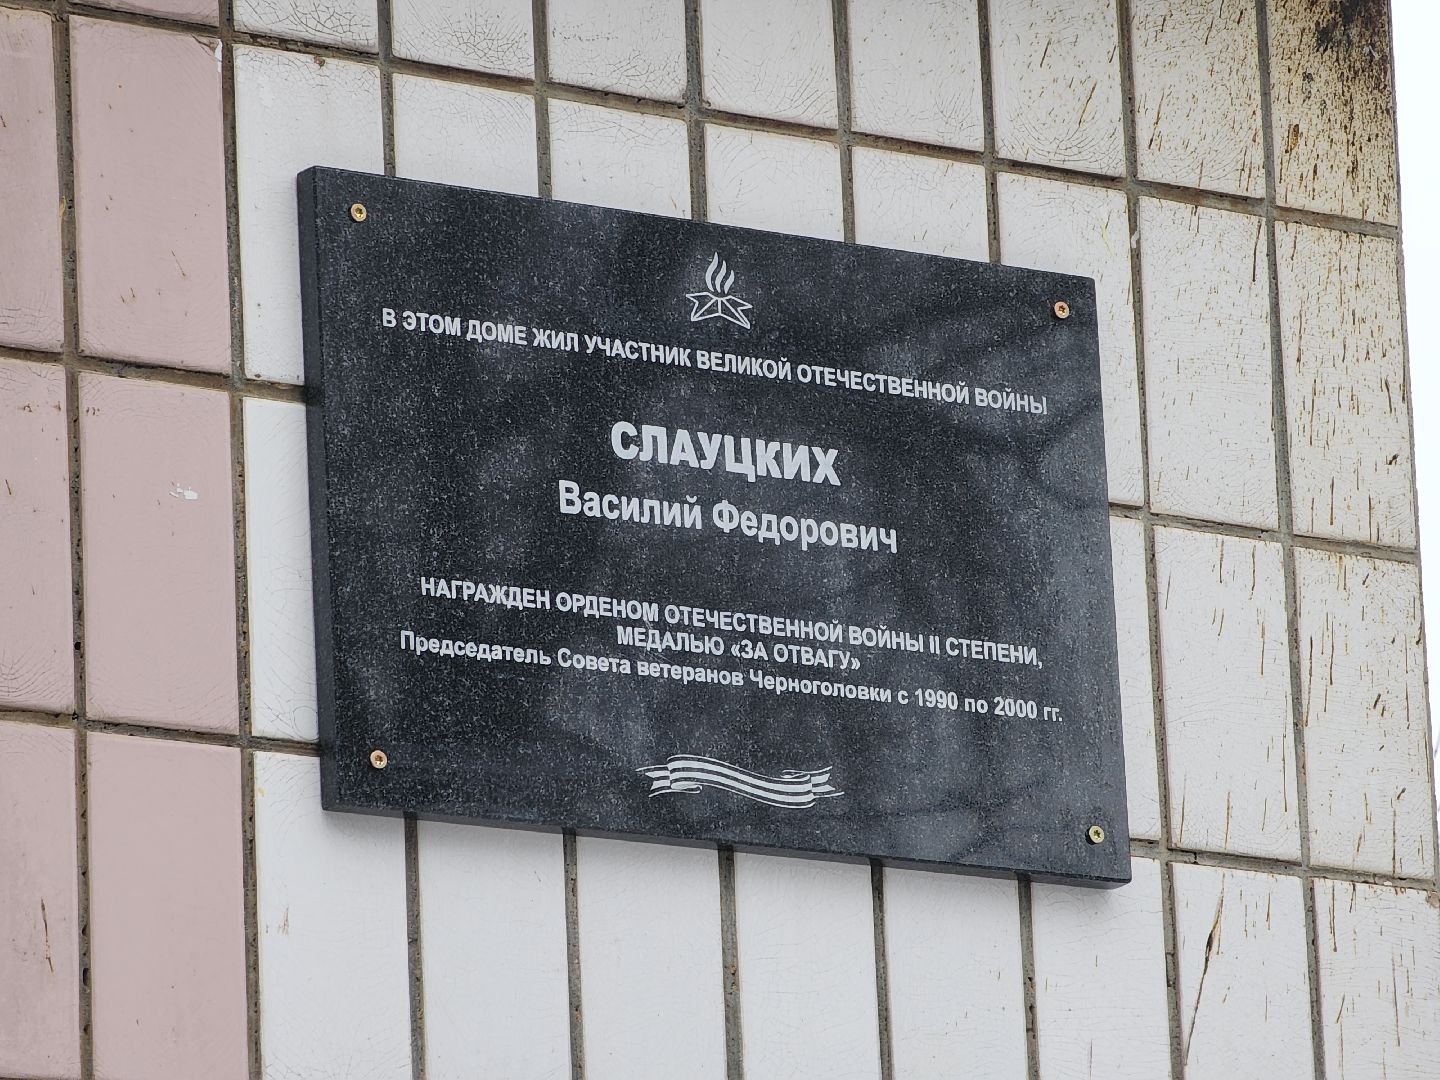 В ЭТОМ ДОМЕ ЖИЛ УЧАСТНИК ВЕЛИКОЙ ОТЕЧЕСТВЕННОЙ ВОЙНЫ
СЛАУЦКИХ
Василий Федорович
НАГРАЖДЕН ОРДЕНОМ ОТЕЧЕСТВЕННОЙ ВОЙНЫ II СТЕПЕНИ,
МЕДАЛЬЮ «ЗА ОТВАГУ»
Председатель Совета ветеранов Черноголовки с 1990 по 2000 гг.